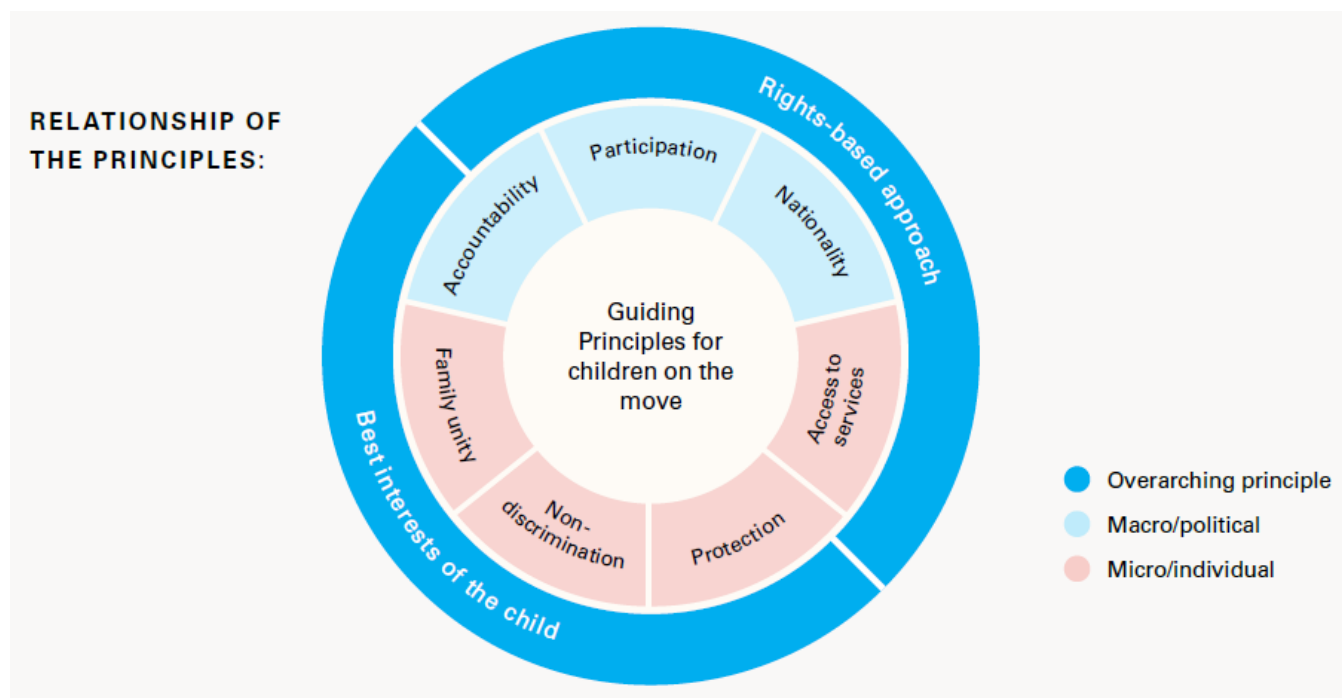 RELATIONSHIP OF
THE PRINCIPLES:
Rights-based approach
Best interests of the child
Participation
Nationality
Access to
services
Protection
Non-
discrimination
Family unity
Accountability
Guiding
Principles for
children on the
move
Overarching principle
Macro/political
Micro/individual